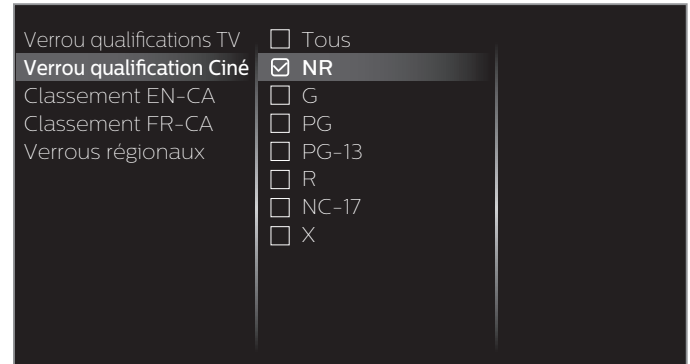 Verrou qualifications TV
Verrou qualification Ciné
Classement EN-CA
Classement FR-CA
Verrous régionaux
Tous
NR
G
PG
PG-13
R
NC-17
X